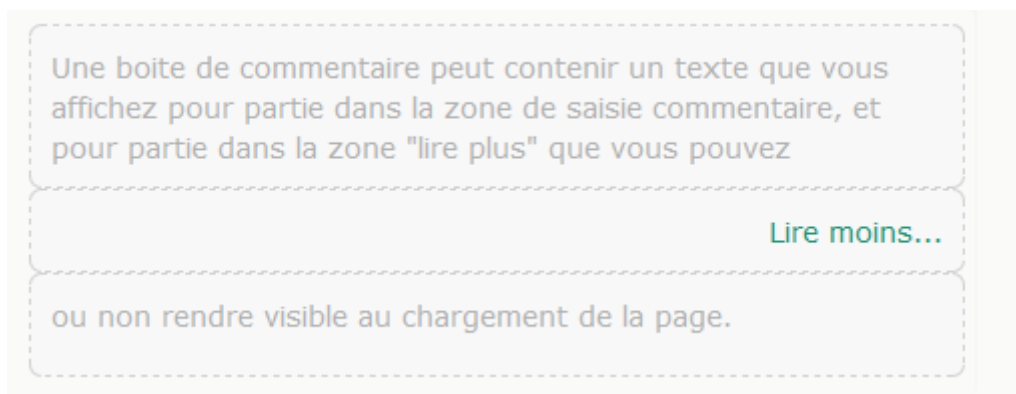 Une boite de commentaire peut contenir un texte que vous
affichez pour partie dans la zone de saisie commentaire, et
pour partie dans la zone "lire plus" que vous pouvez
Lire moins...
ou non rendre visible au chargement de la page.